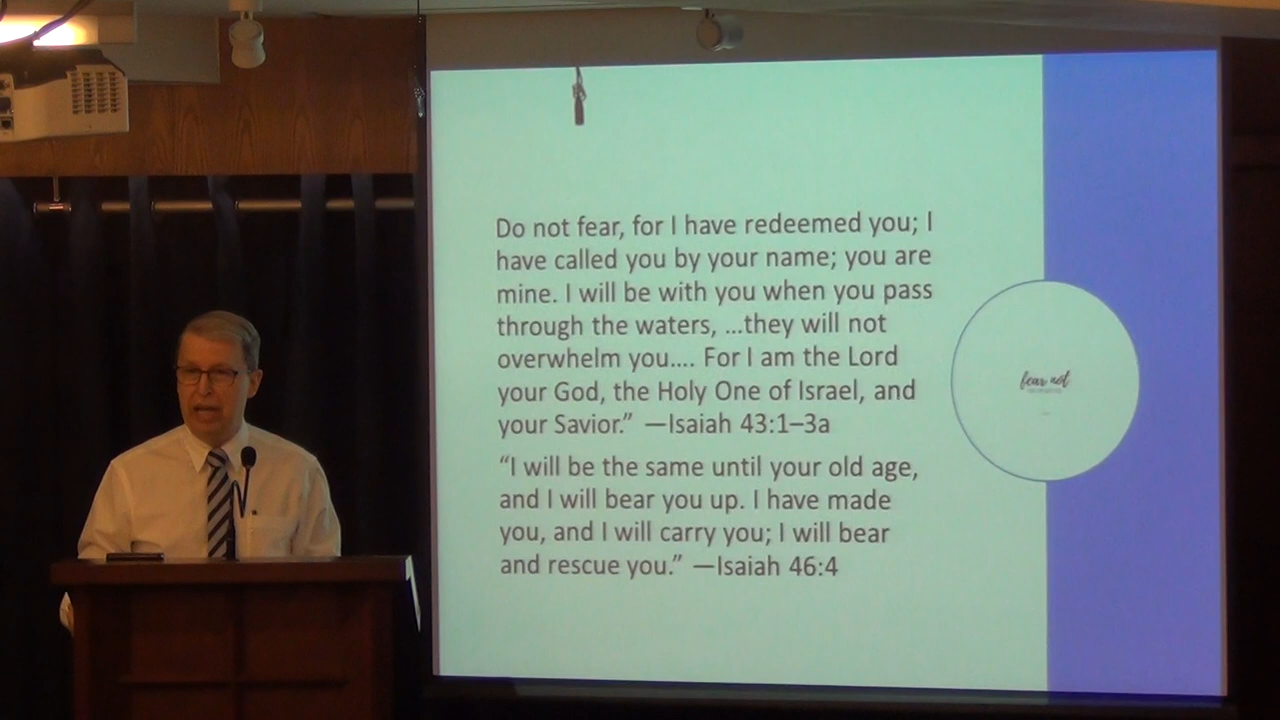 Do not fear, for I have redeemed you; I
have called you by your name; you are
mine. I will be with you when you pass
through the waters, ...they will not
overwhelm you.... For I am the Lord
your God, the Holy One of Israel, and
your Savior.” —Isaiah 43:1–3a
“I will be the same until your old age,
and I will bear you up. I have made
you, and I will carry you; I will bear
and rescue you.” —Isaiah 46:4
fear not